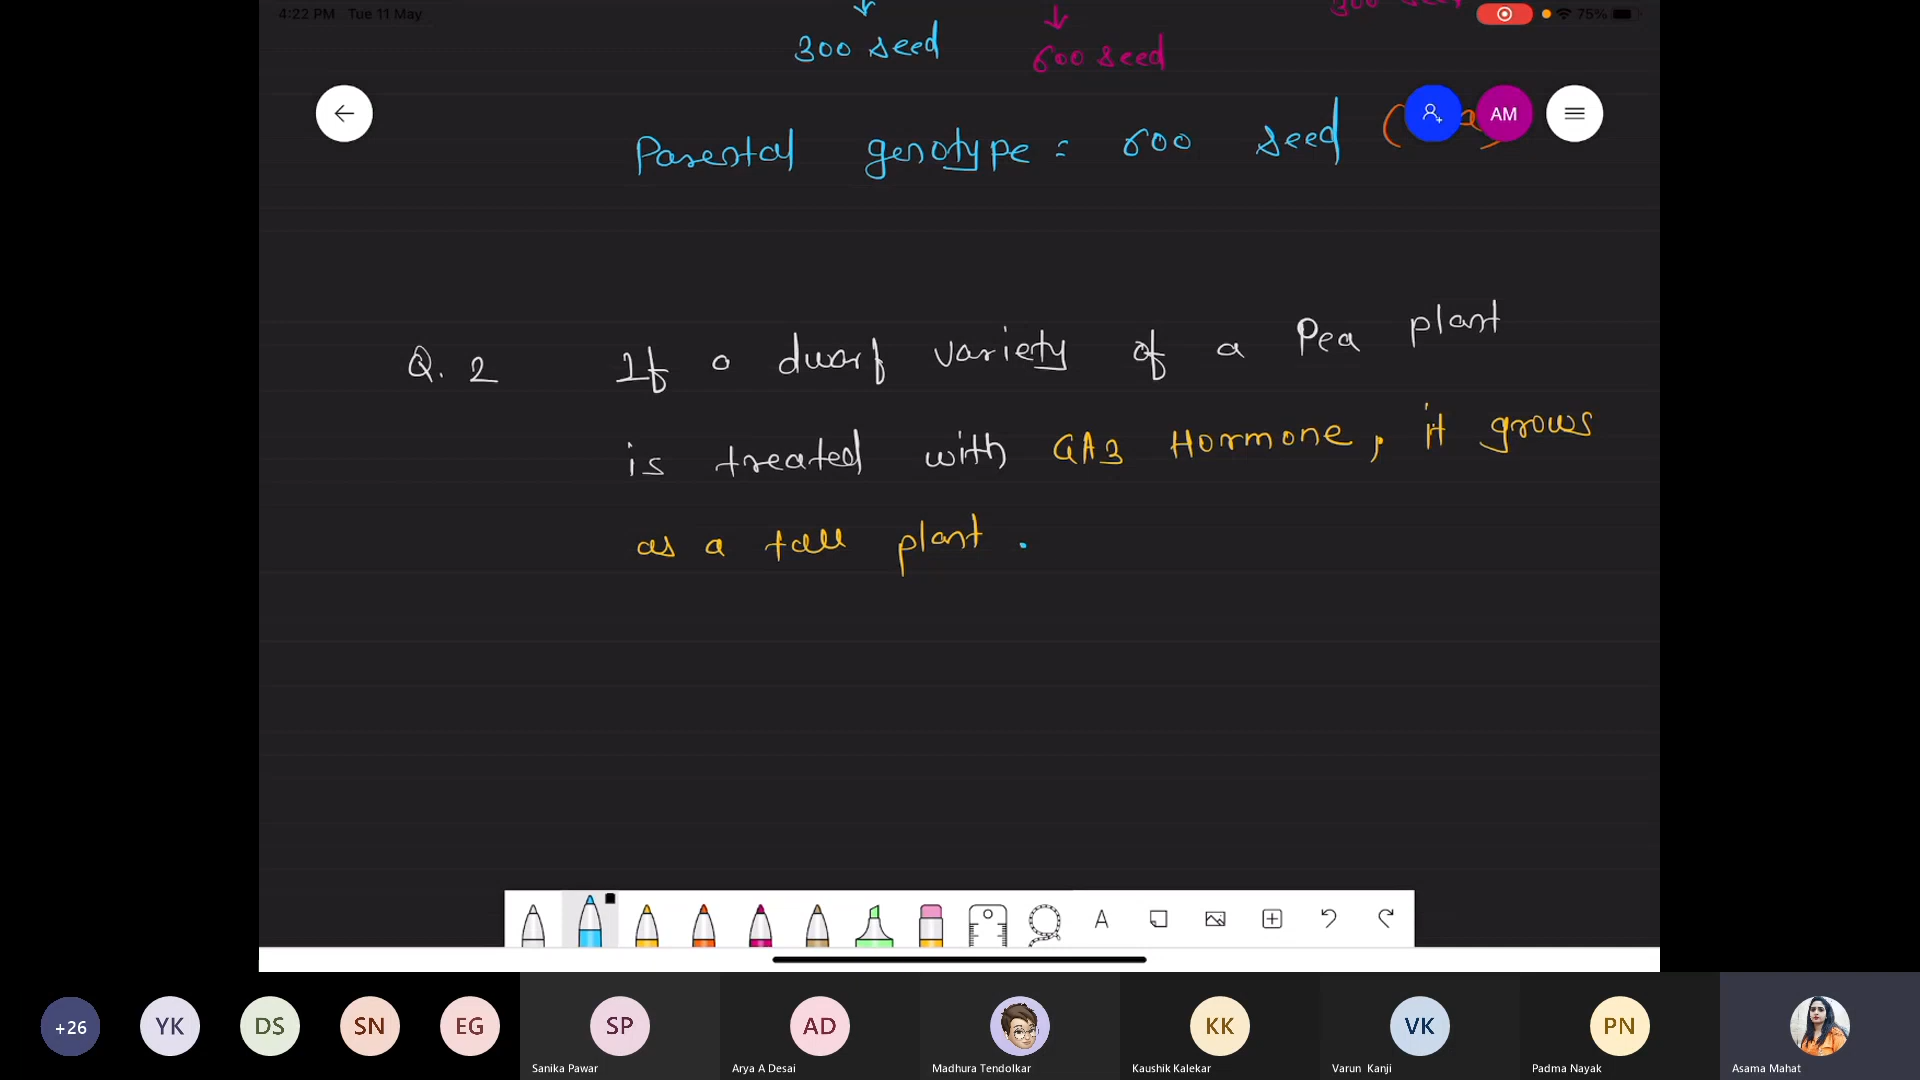 4:22 PM Tue 11 May
75%
300 seed
600 seed
300
AM
Parental genotype = 600 seed
Q. 2 If a dwarf variety of a Pea plant
is treated with GA3 Hormone, it grows
as a tall plant.
A
+26 YK DS SN EG SP AD KK VK PN
Sanika Pawar Arya A Desai Madhura Tendolkar Kaushik Kalekar Varun Kanji Padma Nayak Asama Mahat